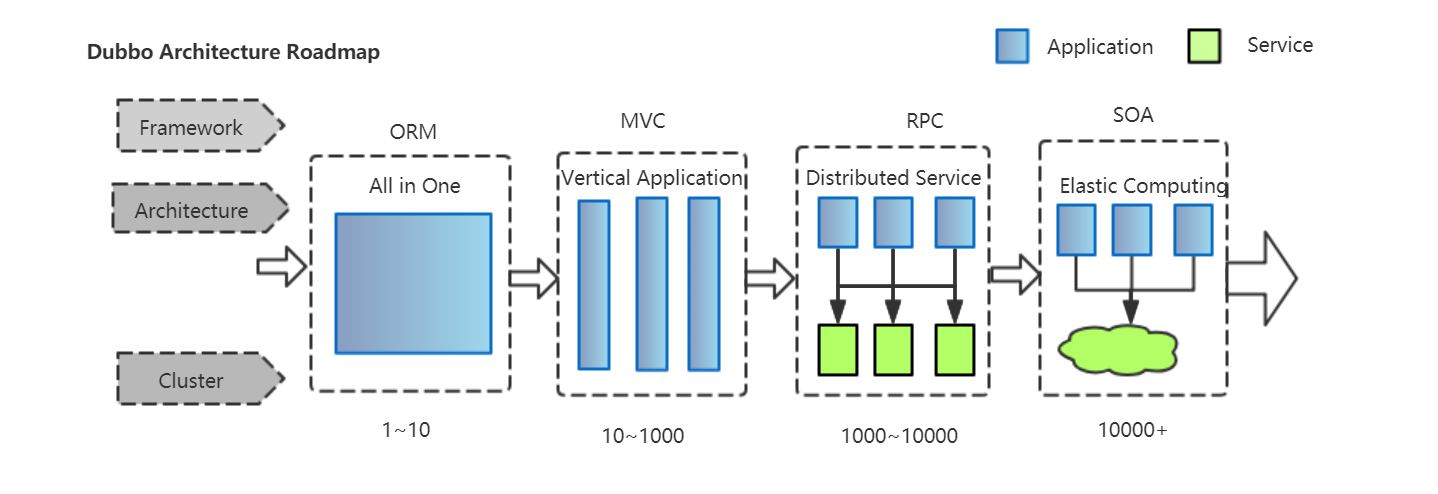 Dubbo Architecture Roadmap
Application
Service
Framework
ORM
MVC
RPC
SOA
Architecture
All in One
Vertical Application
Distributed Service
Elastic Computing
Cluster
1~10
10~1000
1000~10000
10000+